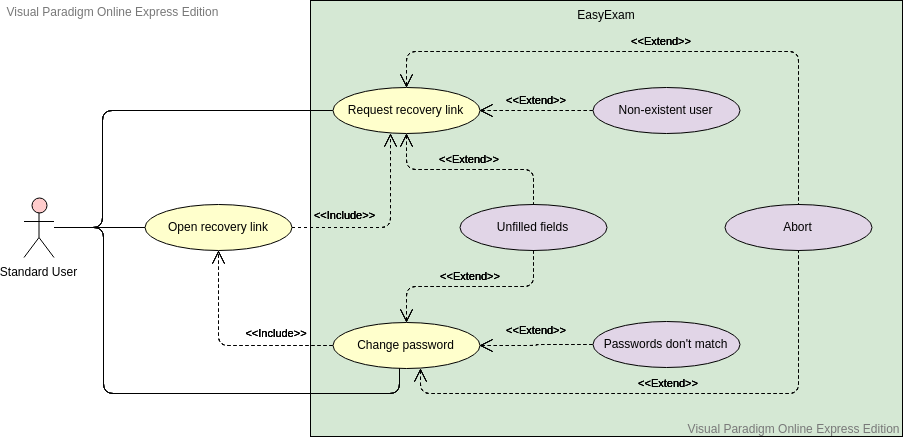 Visual Paradigm Online Express Edition
EasyExam
<<Extend>>
Request recovery link
<<Extend>>
Non-existent user
<<Extend>>
<<Include>>
Open recovery link
Unfilled fields
Abort
Standard User
<<Extend>>
<<Include>>
Change password
<<Extend>>
Passwords don't match
<<Extend>>
Visual Paradigm Online Express Edition